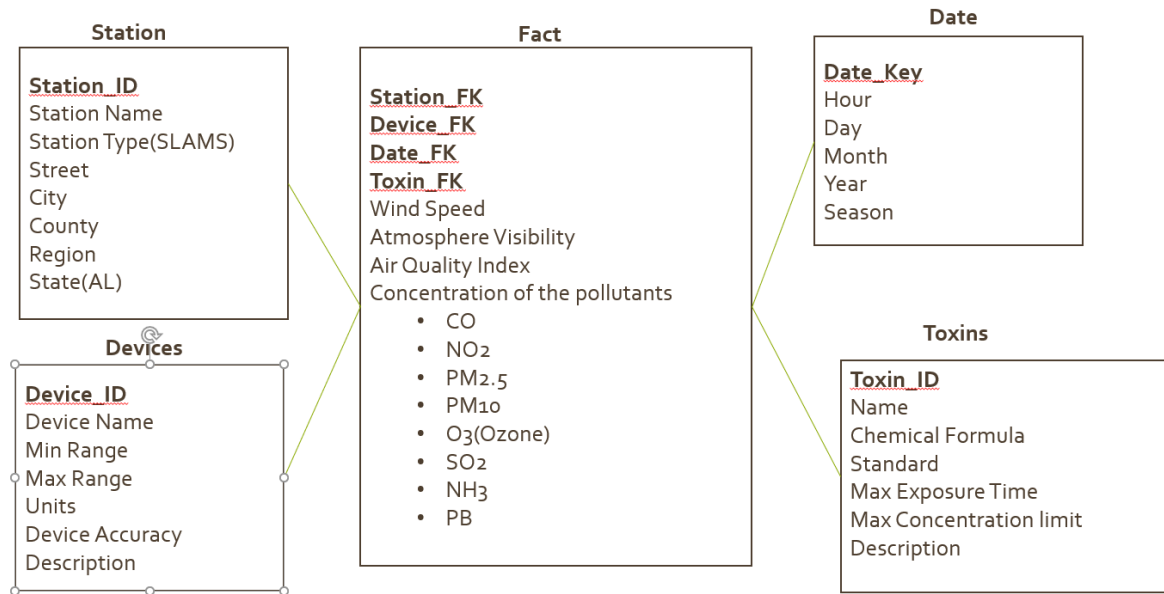 Station
Station_ID
Station Name
Station Type(SLAMS)
Street
City
County
Region
State(AL)
Devices
Device_ID
Device Name
Min Range
Max Range
Units
Device Accuracy
Description
Fact
Station_FK
Device_FK
Date_FK
Toxin_FK
Wind Speed
Atmosphere Visibility
Air Quality Index
Concentration of the pollutants
• CO
• NO2
• PM2.5
• PM10
• O3(Ozone)
• SO2
• NH3
• PB
Date
Date_Key
Hour
Day
Month
Year
Season
Toxins
Toxin_ID
Name
Chemical Formula
Standard
Max Exposure Time
Max Concentration limit
Description